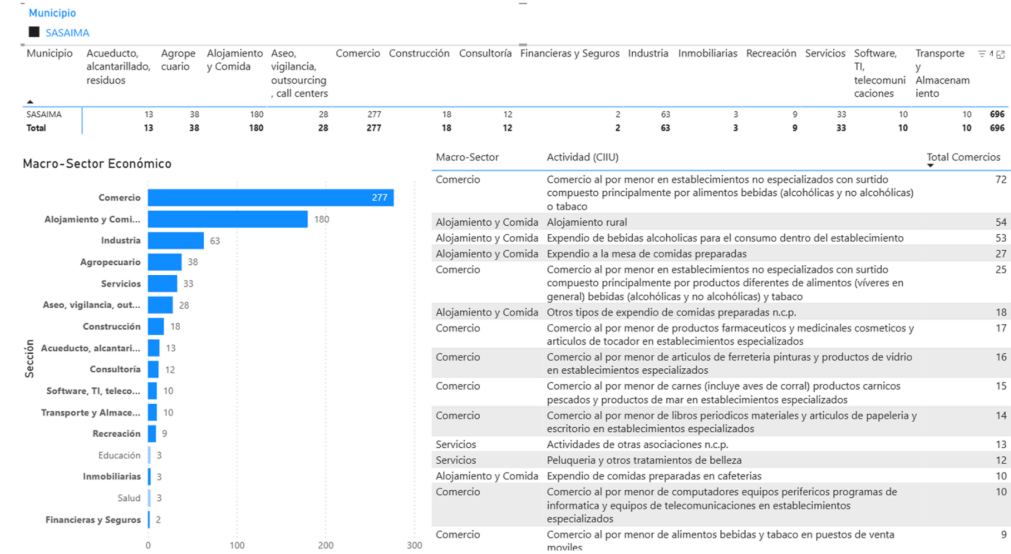 Municipio
SASAIMA
Municipio Acueducto, Agrope Alojamiento Aseo, Comercio Construcción Consultoría Financieras y Seguros Industria Inmobiliarias Recreación Servicios Software, Transporte
alcantarillado, cuario y Comida vigilancia, TI, y
residuos outsourcing telecomuni Almacenam
, call centers caciones iento
SASAIMA 13 38 180 28 277 18 12 2 63 3 9 33 10 10 696
Total 13 38 180 28 277 18 12 2 63 3 9 33 10 10 696
Macro-Sector Económico
Sección
Comercio 277
Alojamiento y Comi... 180
Industria 63
Agropecuario 38
Servicios 33
Aseo, vigilancia, out... 28
Construcción 18
Acueducto, alcantari... 13
Consultoría 12
Software, TI, teleco... 10
Transporte y Almace... 10
Recreación 9
Educación 3
Inmobiliarias 3
Salud 3
Financieras y Seguros 2
0 100 200 300
Macro-Sector Actividad (CIIU) Total Comercios
Comercio Comercio al por menor en establecimientos no especializados con surtido 72
compuesto principalmente por alimentos bebidas (alcohólicas y no alcohólicas)
o tabaco
Alojamiento y Comida Alojamiento rural 54
Alojamiento y Comida Expendio de bebidas alcoholicas para el consumo dentro del establecimiento 53
Alojamiento y Comida Expendio a la mesa de comidas preparadas 27
Comercio Comercio al por menor en establecimientos no especializados con surtido 25
compuesto principalmente por productos diferentes de alimentos (víveres en
general) bebidas (alcohólicas y no alcohólicas) y tabaco
Alojamiento y Comida Otros tipos de expendio de comidas preparadas n.c.p. 18
Comercio Comercio al por menor de productos farmaceuticos y medicinales cosmeticos y 17
articulos de tocador en establecimientos especializados
Comercio Comercio al por menor de articulos de ferreteria pinturas y productos de vidrio 16
en establecimientos especializados
Comercio Comercio al por menor de carnes (incluye aves de corral) productos carnicos 15
pescados y productos de mar en establecimientos especializados
Comercio Comercio al por menor de libros periodicos materiales y articulos de papeleria y 14
escritorio en establecimientos especializados
Servicios Actividades de otras asociaciones n.c.p. 13
Servicios Peluqueria y otros tratamientos de belleza 12
Alojamiento y Comida Expendio de comidas preparadas en cafeterias 10
Comercio Comercio al por menor de computadores equipos perifericos programas de 10
informatica y equipos de telecomunicaciones en establecimientos
especializados
Comercio Comercio al por menor de alimentos bebidas y tabaco en puestos de venta 9
moviles